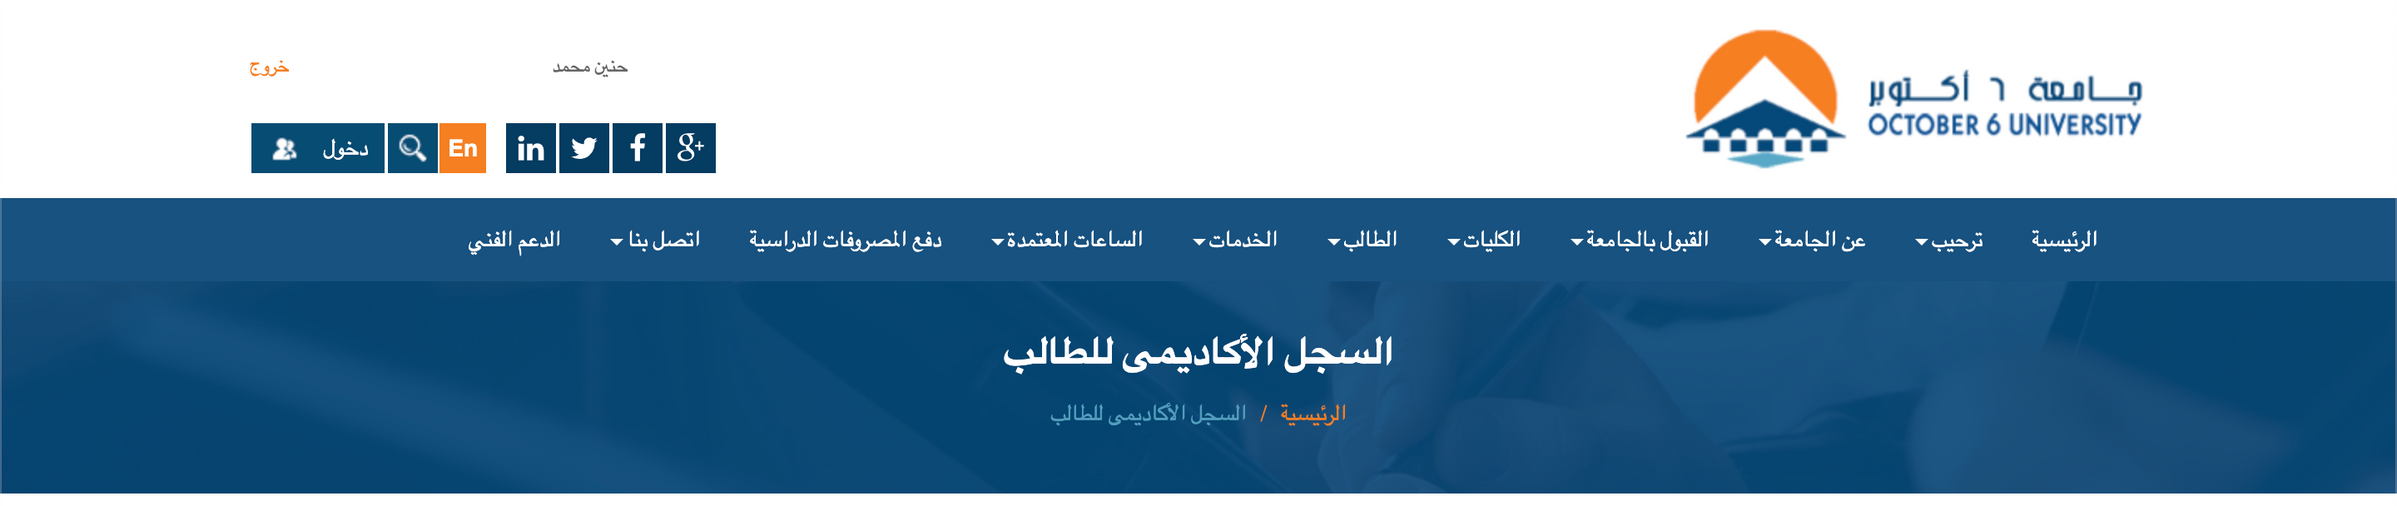 جامعة ٦ أكتوبر
OCTOBER 6 UNIVERSITY
حنين محمد
خروج
g+
f
in
En
دخول
الرئيسية ترحيب عن الجامعة القبول بالجامعة الكليات الطالب الخدمات الساعات المعتمدة دفع المصروفات الدراسية اتصل بنا الدعم الفني
السجل الأكاديمى للطالب
الرئيسية / السجل الأكاديمى للطالب